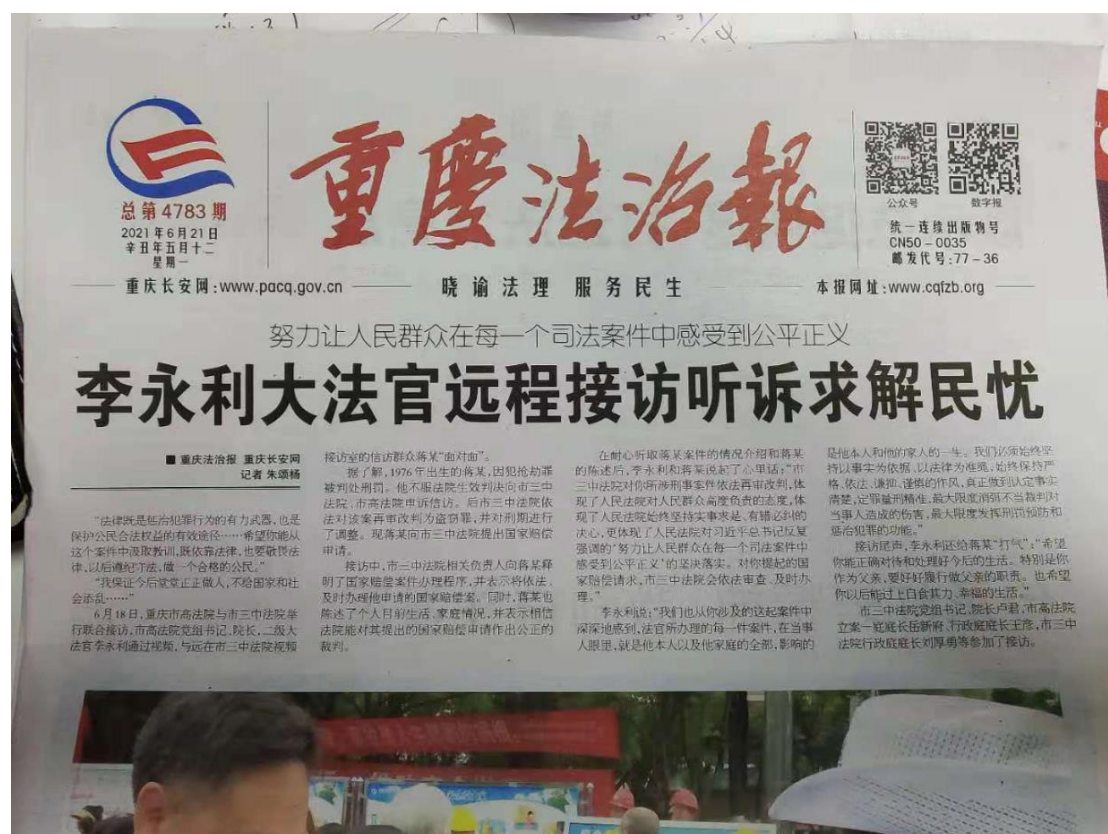 重慶法治報
总第4783期
2021年6月21日
辛丑年五月十二
星期一
公众号 数字报
统一连续出版物号
CN50-0035
邮发代号:77-36
重庆长安网:www.pacq.gov.cn
晓谕法理 服务民生
本报网址:www.cqfzb.org
努力让人民群众在每一个司法案件中感受到公平正义
李永利大法官远程接访听诉求解民忧
■ 重庆法治报 重庆长安网
记者 朱颂杨
“法律既是惩治犯罪行为的有力武器,也是
保护公民合法权益的有效途径……希望你能从
这个案件中汲取教训,既依靠法律,也要敬畏法
律,以后遵纪守法,做一个合格的公民。”
“我保证今后堂堂正正做人,不给国家和社
会添乱……”
6月18日,重庆市高法院与市三中法院举
行联合接访,市高法院党组书记、院长,二级大
法官李永利通过视频,与远在市三中法院视频
接访室的信访群众蒋某“面对面”。
据了解,1976年出生的蒋某,因犯抢劫罪
被判处刑罚。他不服法院生效判决向市三中
法院、市高法院申诉信访。后市三中法院依
法对该案再审改判为盗窃罪,并对刑期进行
了调整。现蒋某向市三中法院提出国家赔偿
申请。
接访中,市三中法院相关负责人向蒋某释
明了国家赔偿案件办理程序,并表示将依法、
及时办理他申请的国家赔偿案。同时,蒋某也
陈述了个人目前生活、家庭情况,并表示相信
法院能对其提出的国家赔偿申请作出公正的
裁判。
在耐心听取蒋某案件的情况介绍和蒋某
的陈述后,李永利和蒋某说起了心里话:“市
三中法院对你所涉刑事案件依法再审改判,体
现了人民法院对人民群众高度负责的态度,体
现了人民法院始终坚持实事求是、有错必纠的
决心,更体现了人民法院对习近平总书记反复
强调的‘努力让人民群众在每一个司法案件中
感受到公平正义’的坚决落实。对你提起的国
家赔偿请求,市三中法院会依法审查、及时办
理。”
李永利说:“我们也从你涉及的这起案件中
深深地感到,法官所办理的每一件案件,在当事
人眼里,就是他本人以及他家庭的全部,影响的
是他本人和他的家人的一生。我们必须始终坚
持以事实为依据,以法律为准绳,始终保持严
格、依法、谦抑、谨慎的作风,真正做到认定事实
清楚,定罪量刑精准,最大限度消弭不当裁判对
当事人造成的伤害,最大限度发挥刑罚预防和
惩治犯罪的功能。”
接访尾声,李永利还给蒋某“打气”:“希望
你能正确对待和处理好今后的生活。特别是你
作为父亲,要好好履行做父亲的职责。也希望
你以后能过上自食其力、幸福的生活。”
市三中法院党组书记、院长卢君,市高法院
立案一庭庭长岳新府、行政庭庭长王彦,市三中
法院行政庭庭长刘厚勇等参加了接访。